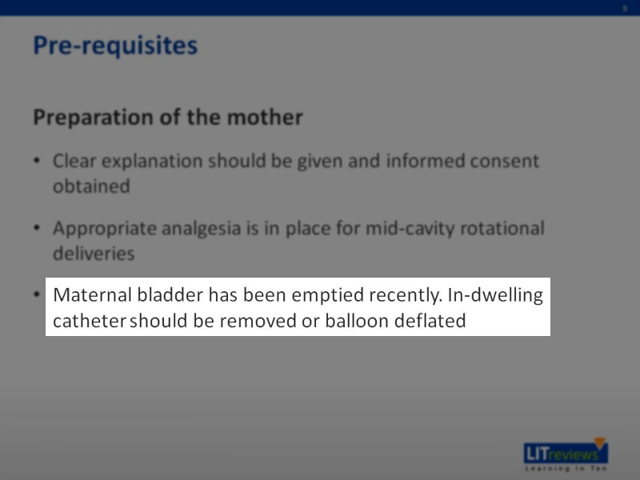 9
Pre-requisites
Preparation of the mother
• Clear explanation should be given and informed consent
obtained
• Appropriate analgesia is in place for mid-cavity rotational
deliveries
• Maternal bladder has been emptied recently. In-dwelling
catheter should be removed or balloon deflated
LITreviews
Learning In Ten